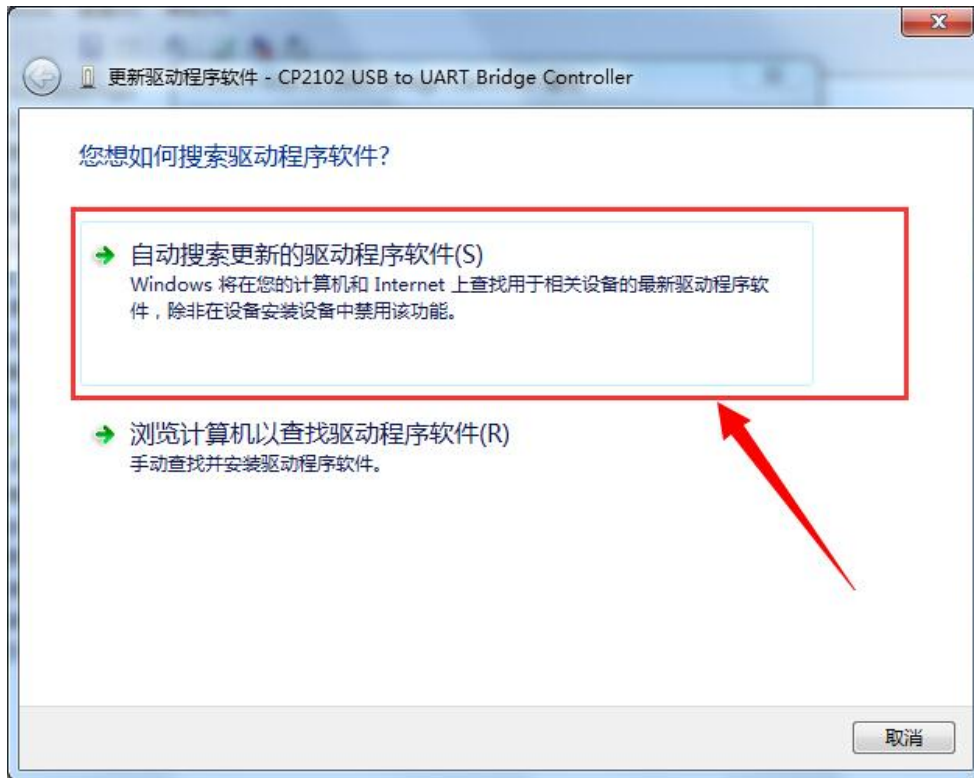 更新驱动程序软件 - CP2102 USB to UART Bridge Controller
您想如何搜索驱动程序软件?
自动搜索更新的驱动程序软件(S)
Windows 将在您的计算机和 Internet 上查找用于相关设备的最新驱动程序软
件，除非在设备安装设备中禁用该功能。
浏览计算机以查找驱动程序软件(R)
手动查找并安装驱动程序软件。
取消